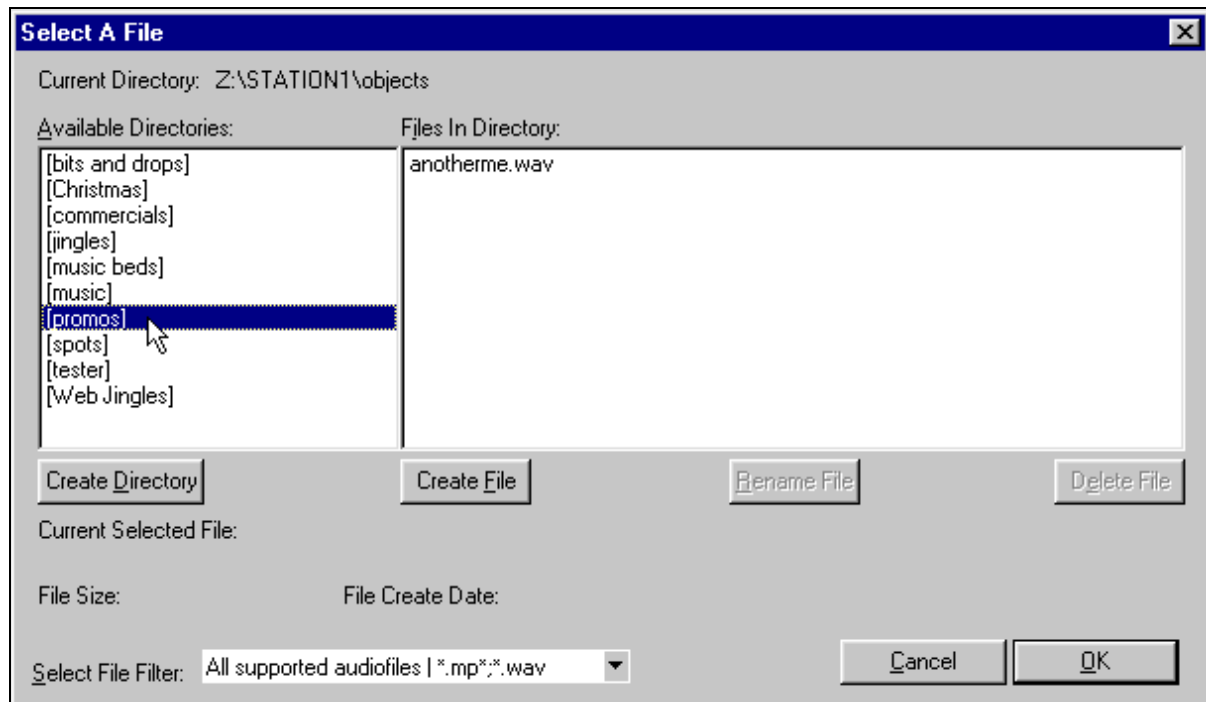 Select A File
Current Directory: Z:\STATION1\objects
Available Directories: Files In Directory:
[bits and drops] anotherme.wav
[Christmas]
[commercials]
[jingles]
[music beds]
[music]
[promos]
[spots]
[tester]
[Web Jingles]
Create Directory Create File Rename File Delete File
Current Selected File:
File Size: File Create Date:
Select File Filter: All supported audiofiles | *.mp*;*.wav Cancel OK